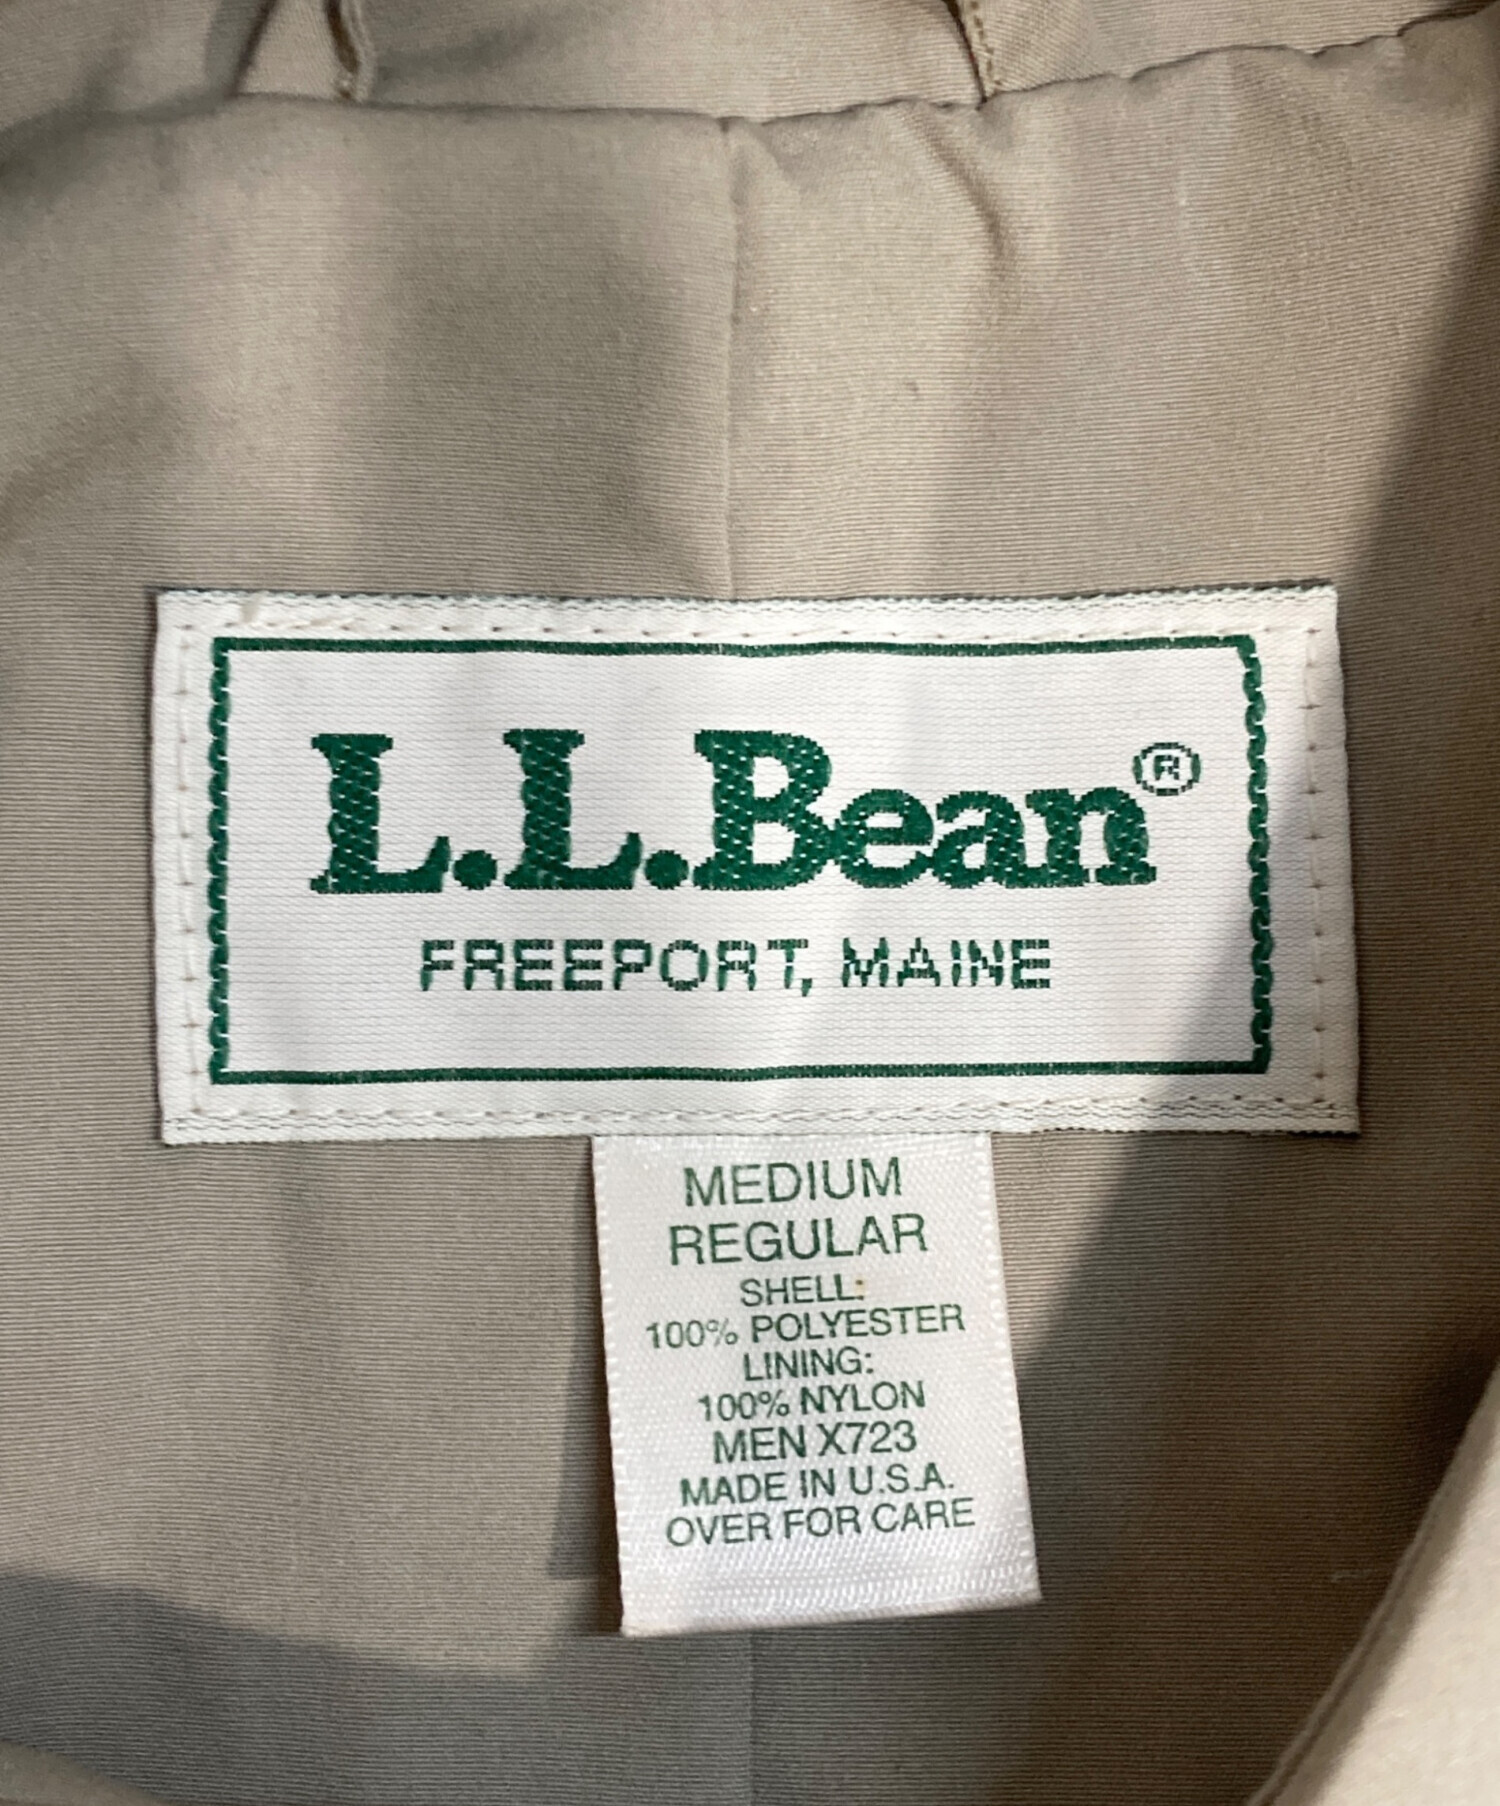 L.L.Bean®
FREEPORT, MAINE
MEDIUM
REGULAR
SHELL:
100% POLYESTER
LINING:
100% NYLON
MEN X723
MADE IN U.S.A.
OVER FOR CARE